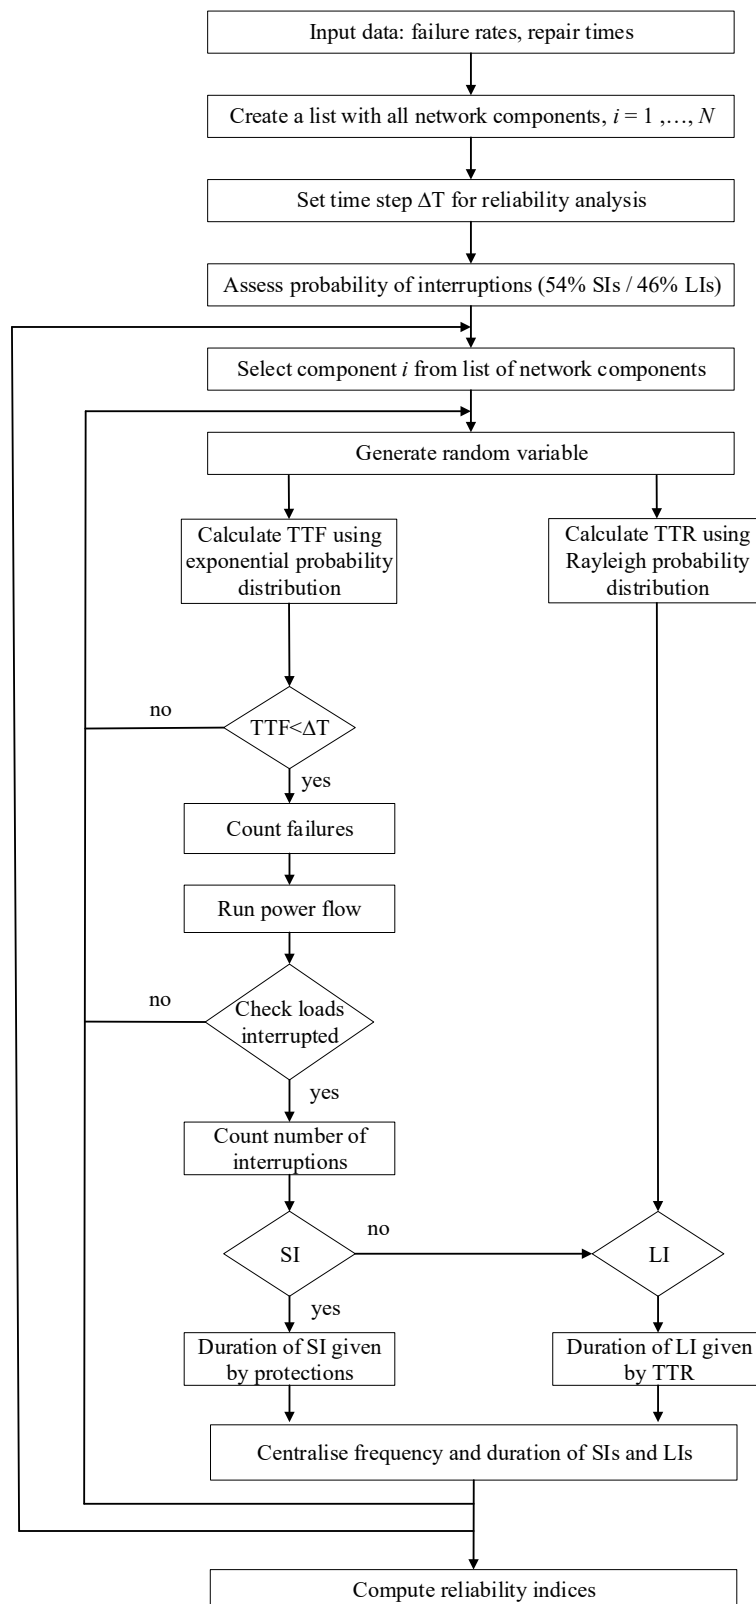 Input data: failure rates, repair times
Create a list with all network components, i = 1 ,…, N
Set time step ΔT for reliability analysis
Assess probability of interruptions (54% SIs / 46% LIs)
Select component i from list of network components
Generate random variable
Calculate TTF using
exponential probability
distribution
Calculate TTR using
Rayleigh probability
distribution
no
TTF<ΔT
yes
Count failures
Run power flow
no
Check loads
interrupted
yes
Count number of
interruptions
no
SI
LI
yes
Duration of SI given
by protections
Duration of LI given
by TTR
Centralise frequency and duration of SIs and LIs
Compute reliability indices